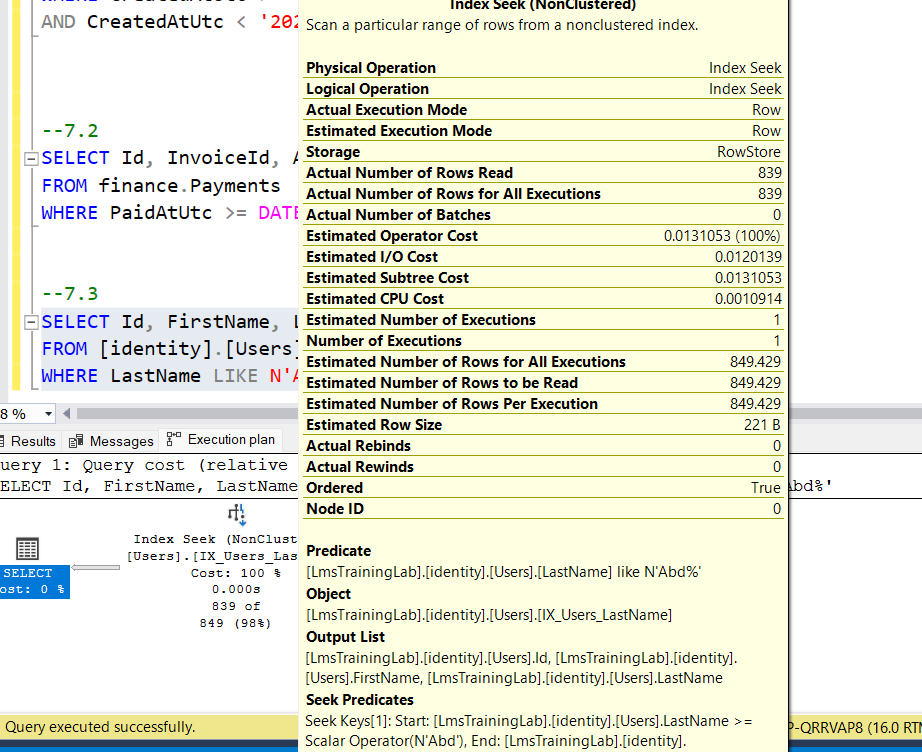 Index Seek (NonClustered)
Scan a particular range of rows from a nonclustered index.
Physical Operation Index Seek
Logical Operation Index Seek
Actual Execution Mode Row
Estimated Execution Mode Row
Storage RowStore
Actual Number of Rows Read 839
Actual Number of Rows for All Executions 839
Actual Number of Batches 0
Estimated Operator Cost 0.0131053 (100%)
Estimated I/O Cost 0.0120139
Estimated Subtree Cost 0.0131053
Estimated CPU Cost 0.0010914
Estimated Number of Executions 1
Number of Executions 1
Estimated Number of Rows for All Executions 849.429
Estimated Number of Rows to be Read 849.429
Estimated Number of Rows Per Execution 849.429
Estimated Row Size 221 B
Actual Rebinds 0
Actual Rewinds 0
Ordered True
Node ID 0
Predicate
[LmsTrainingLab].[identity].[Users].[LastName] like N'Abd%'
Object
[LmsTrainingLab].[identity].[Users].[IX_Users_LastName]
Output List
[LmsTrainingLab].[identity].[Users].Id, [LmsTrainingLab].[identity].
[Users].FirstName, [LmsTrainingLab].[identity].[Users].LastName
Seek Predicates
Seek Keys[1]: Start: [LmsTrainingLab].[identity].[Users].LastName >=
Scalar Operator(N'Abd'), End: [LmsTrainingLab].[identity].
AND CreatedAtUtc < '202
--7.2
SELECT Id, InvoiceId, A
FROM finance.Payments
WHERE PaidAtUtc >= DATE
--7.3
SELECT Id, FirstName, L
FROM [identity].[Users]
WHERE LastName LIKE N'A
8 %
Results Messages Execution plan
uery 1: Query cost (relative
ELECT Id, FirstName, LastName Abd%'
Index Seek (NonClust
[Users].[IX_Users_Las
Cost: 100 %
0.000s
839 of
849 (98%)
SELECT
ost: 0 %
Query executed successfully. P-QRRVAP8 (16.0 RTM